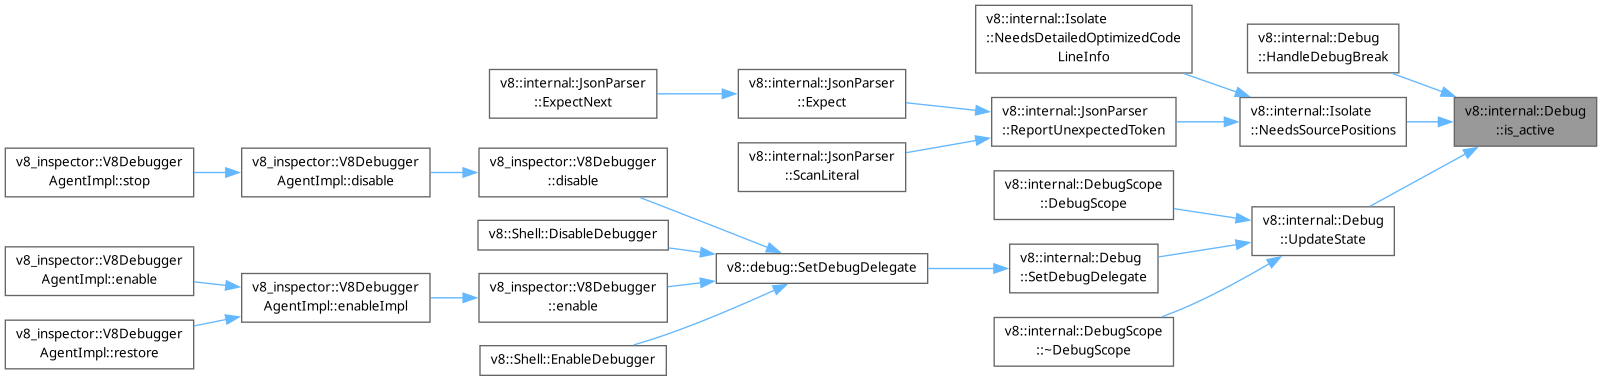 v8::internal::Isolate
::NeedsDetailedOptimizedCode
LineInfo
v8::internal::Debug
::HandleDebugBreak
v8::internal::JsonParser
::ExpectNext
v8::internal::JsonParser
::Expect
v8::internal::JsonParser
::ReportUnexpectedToken
v8::internal::Isolate
::NeedsSourcePositions
v8::internal::Debug
::is_active
v8::internal::JsonParser
::ScanLiteral
v8_inspector::V8Debugger
AgentImpl::stop
v8_inspector::V8Debugger
AgentImpl::disable
v8_inspector::V8Debugger
::disable
v8::internal::DebugScope
::DebugScope
v8::Shell::DisableDebugger
v8::internal::Debug
::UpdateState
v8_inspector::V8Debugger
AgentImpl::enable
v8::debug::SetDebugDelegate
v8::internal::Debug
::SetDebugDelegate
v8_inspector::V8Debugger
AgentImpl::enableImpl
v8_inspector::V8Debugger
::enable
v8_inspector::V8Debugger
AgentImpl::restore
v8::Shell::EnableDebugger
v8::internal::DebugScope
::~DebugScope